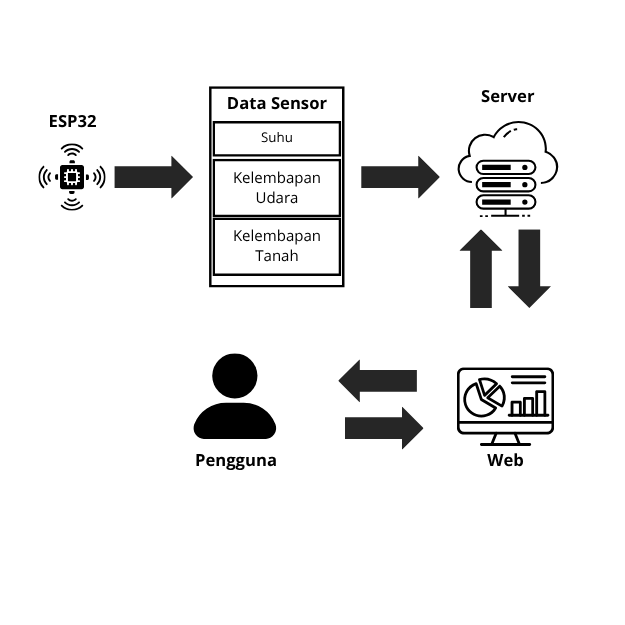 ESP32
Data Sensor
Suhu
Kelembapan
Udara
Kelembapan
Tanah
Server
Pengguna
Web